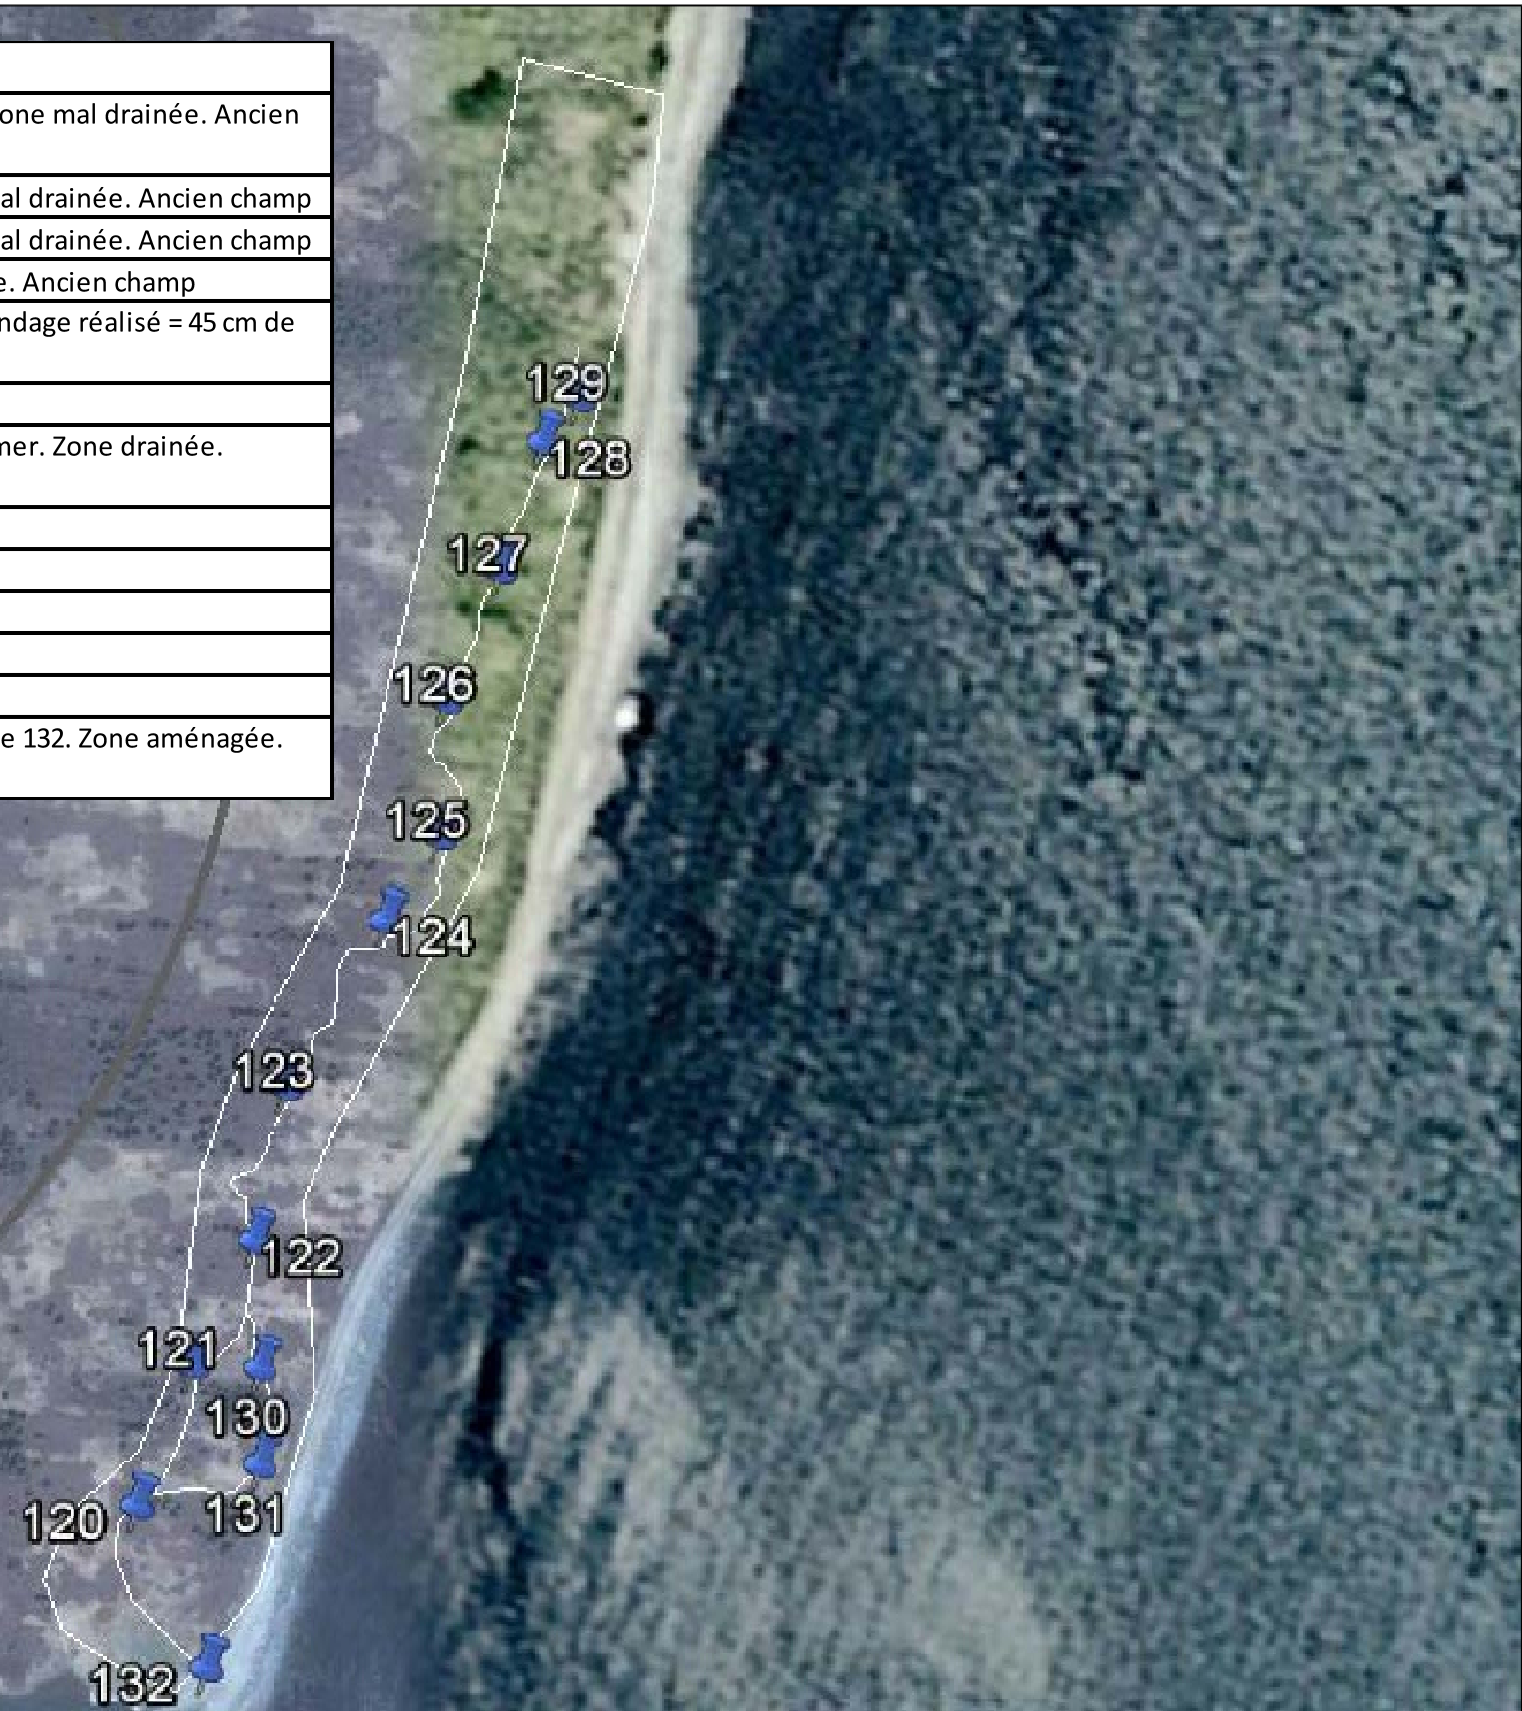 one mal drainée. Ancien
al drainée. Ancien champ
al drainée. Ancien champ
e. Ancien champ
ndage réalisé = 45 cm de
ner. Zone drainée.
e 132. Zone aménagée.
129
128
127
126
125
124
123
122
121
130
120
131
132